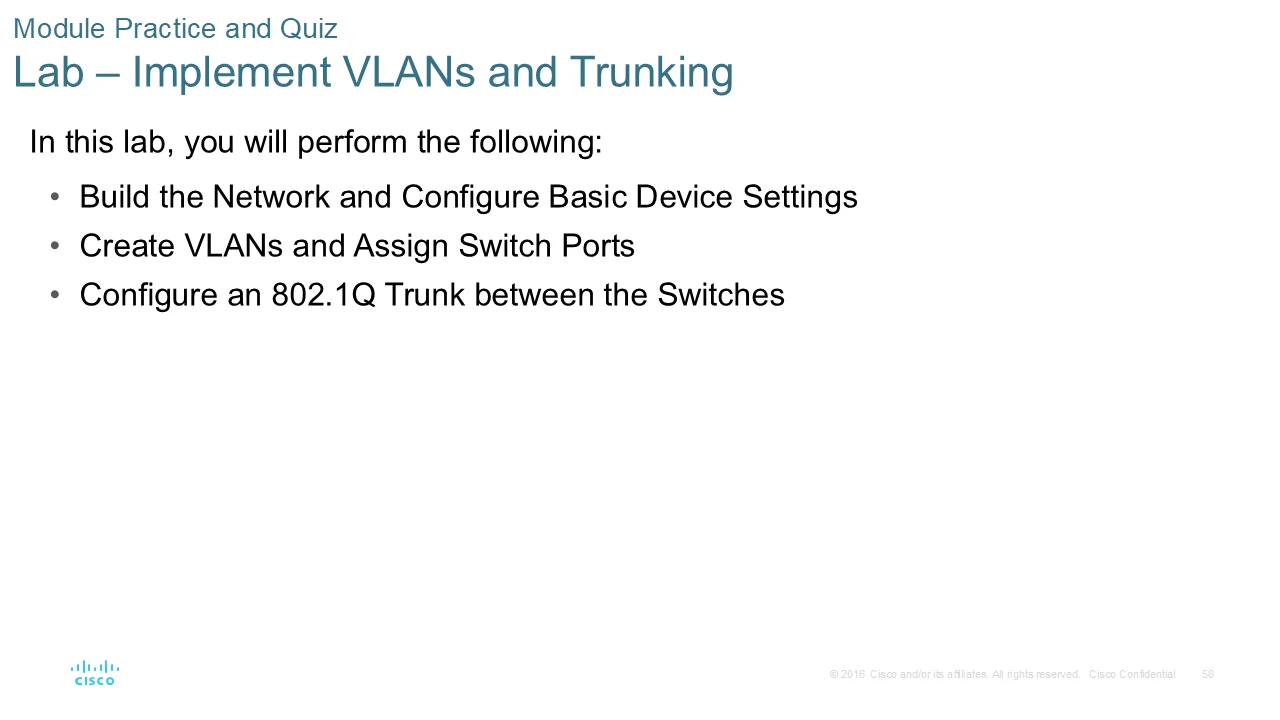 Module Practice and Quiz
Lab – Implement VLANs and Trunking
In this lab, you will perform the following:
• Build the Network and Configure Basic Device Settings
• Create VLANs and Assign Switch Ports
• Configure an 802.1Q Trunk between the Switches
CISCO
© 2016 Cisco and/or its affiliates. All rights reserved. Cisco Confidential 58